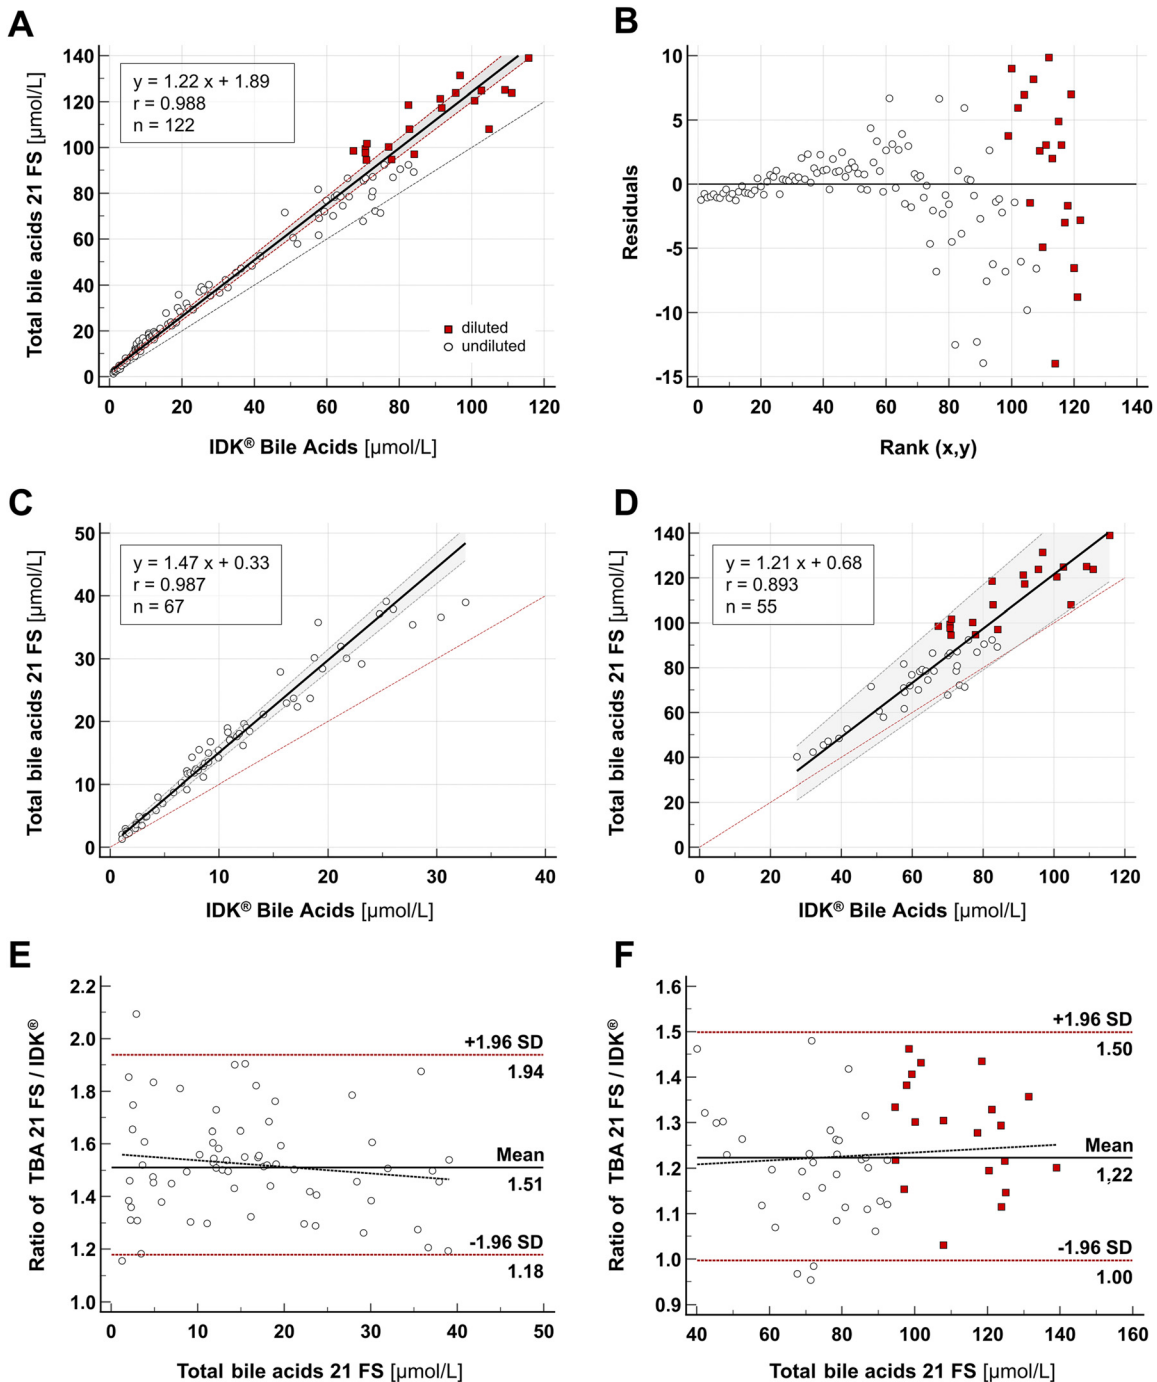 A
Total bile acids 21 FS [µmol/L]
140
120
100
80
60
40
20
0
y = 1.22 x + 1.89
r = 0.988
n = 122
diluted
undiluted
0 20 40 60 80 100 120
IDK® Bile Acids [µmol/L]
B
Residuals
10
5
0
-5
-10
-15
0 20 40 60 80 100 120 140
Rank (x,y)
C
Total bile acids 21 FS [µmol/L]
50
40
30
20
10
0
y = 1.47 x + 0.33
r = 0.987
n = 67
0 10 20 30 40
IDK® Bile Acids [µmol/L]
D
Total bile acids 21 FS [µmol/L]
140
120
100
80
60
40
20
0
y = 1.21 x + 0.68
r = 0.893
n = 55
0 20 40 60 80 100 120
IDK® Bile Acids [µmol/L]
E
Ratio of TBA 21 FS / IDK®
2.2
2.0
1.8
1.6
1.4
1.2
1.0
+1.96 SD
1.94
Mean
1.51
-1.96 SD
1.18
0 10 20 30 40 50
Total bile acids 21 FS [µmol/L]
F
Ratio of TBA 21 FS / IDK®
1.6
1.5
1.4
1.3
1.2
1.1
1.0
0.9
+1.96 SD
1.50
Mean
1,22
-1.96 SD
1.00
40 60 80 100 120 140 160
Total bile acids 21 FS [µmol/L]